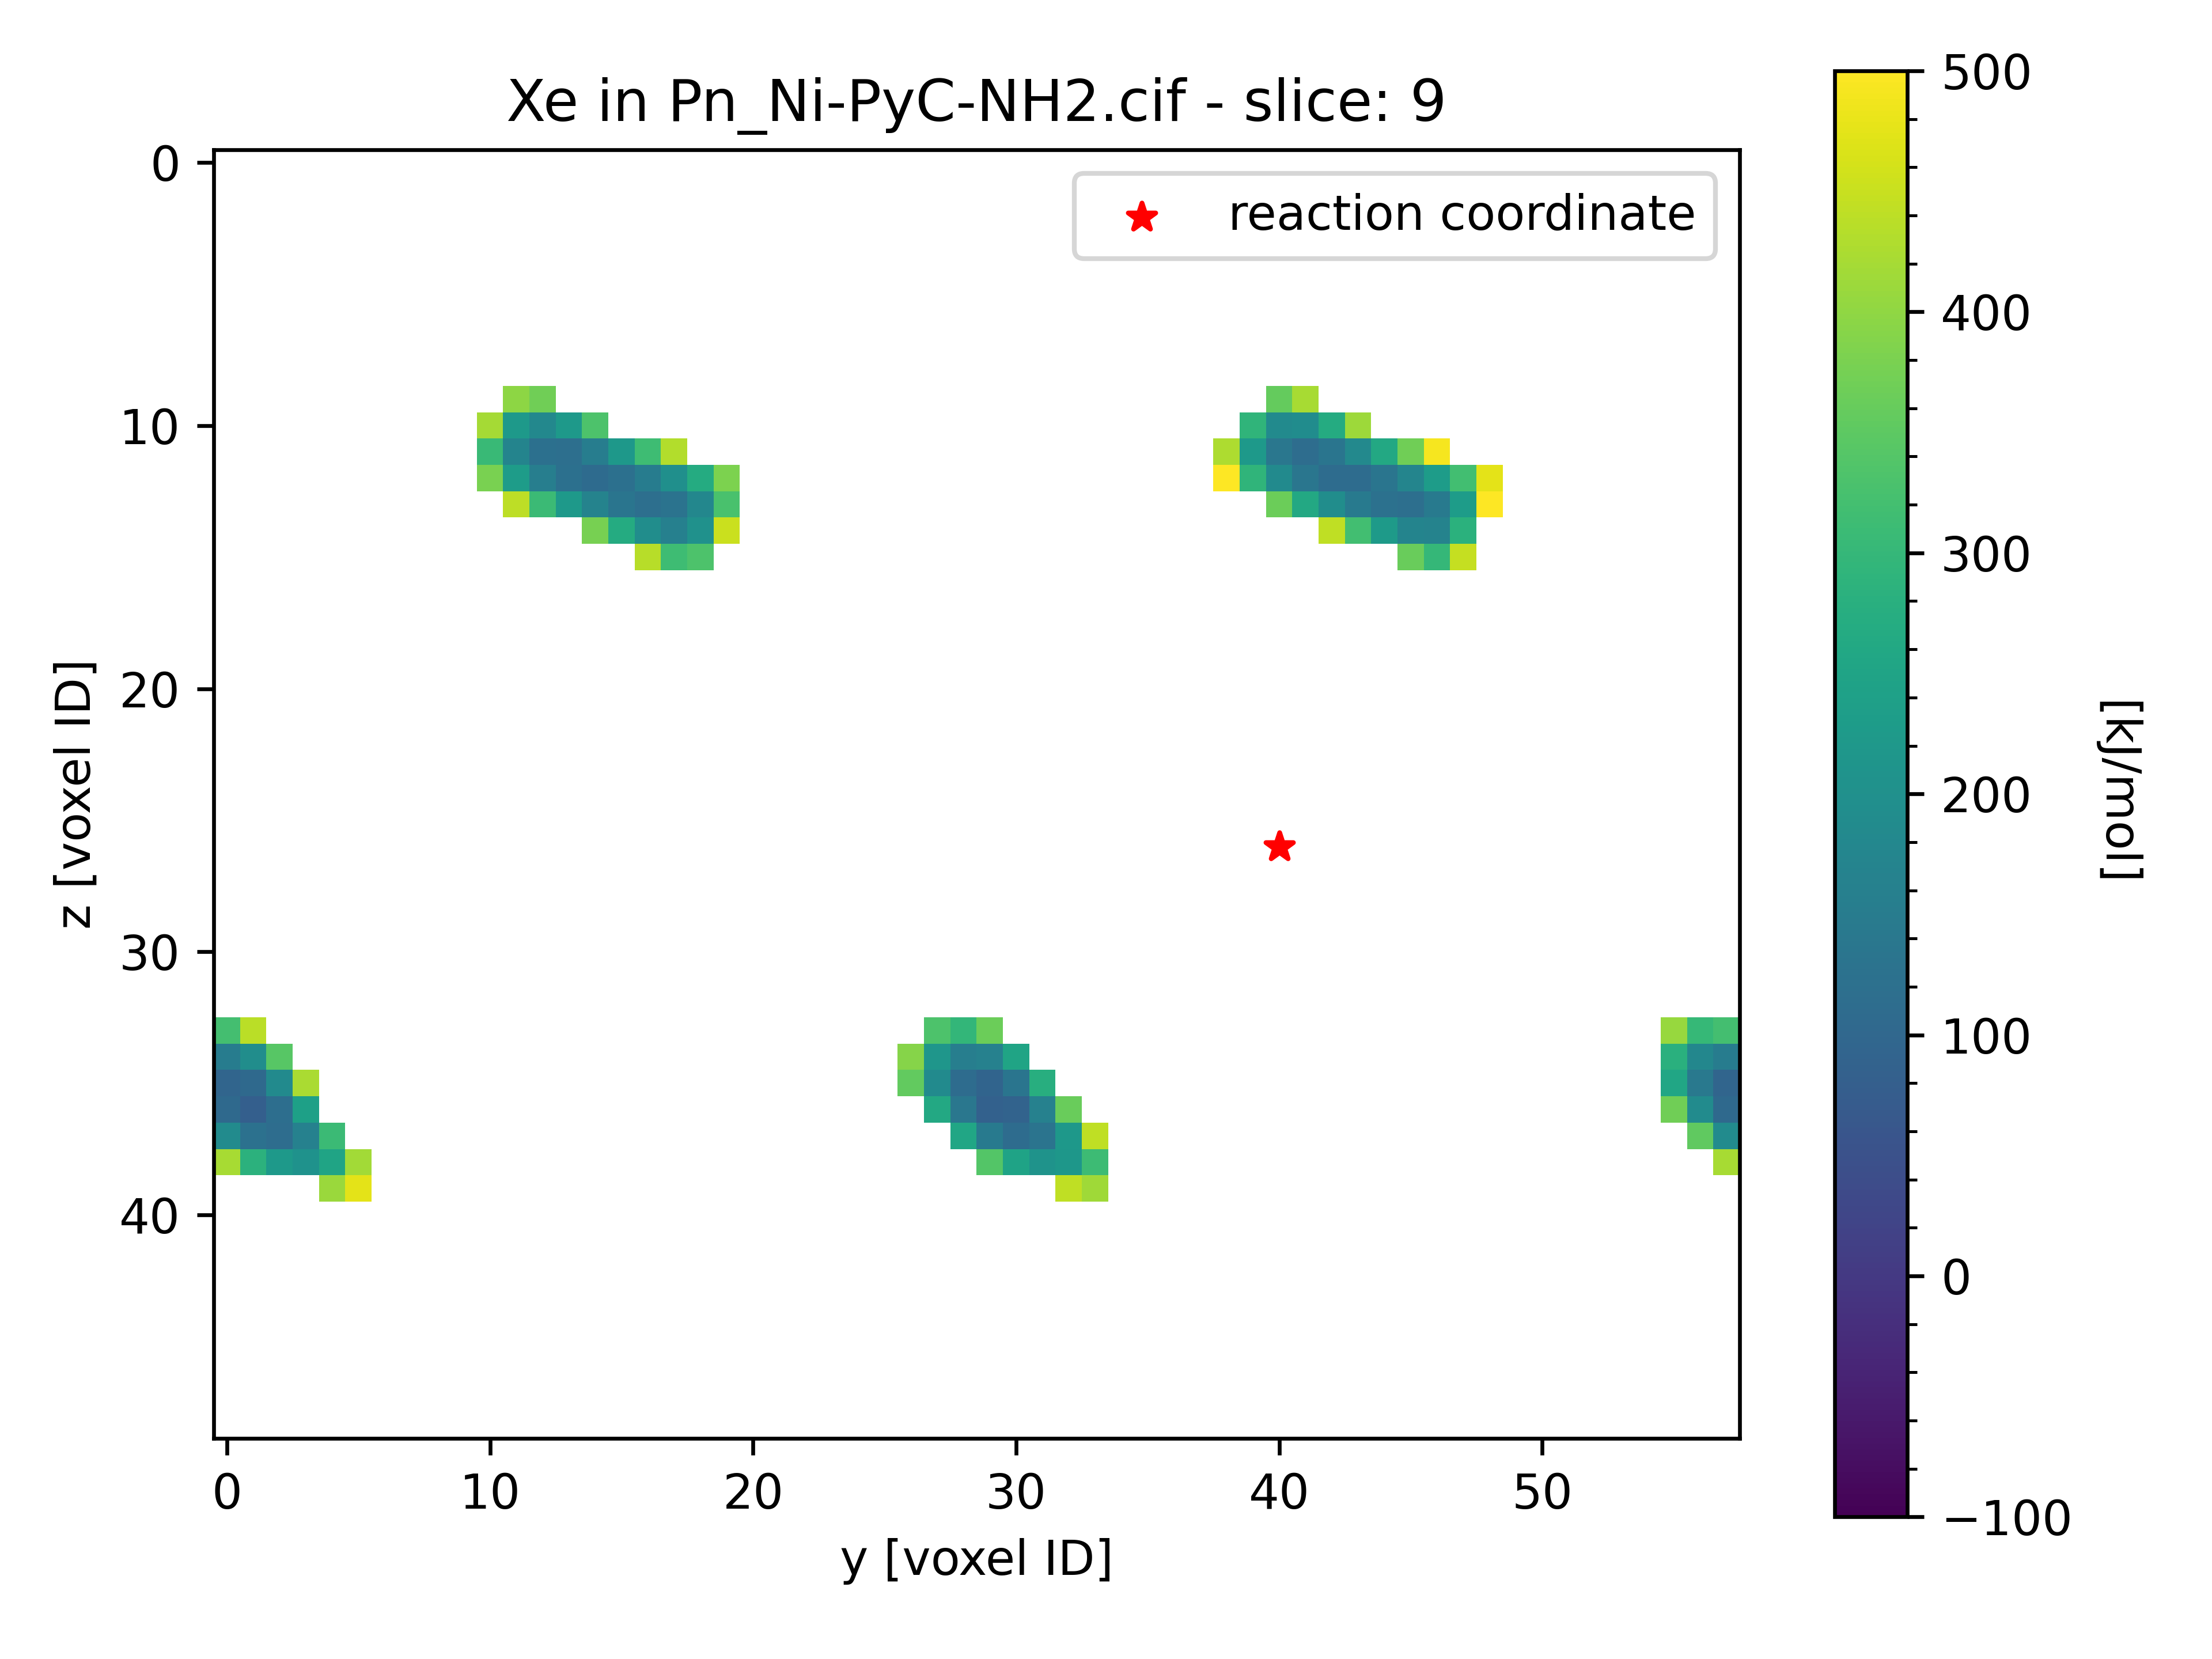 Xe in Pn_Ni-PyC-NH2.cif - slice: 9
reaction coordinate
0
10
20
30
40
z [voxel ID]
0 10 20 30 40 50
y [voxel ID]
500
400
300
200
100
0
−100
[kJ/mol]